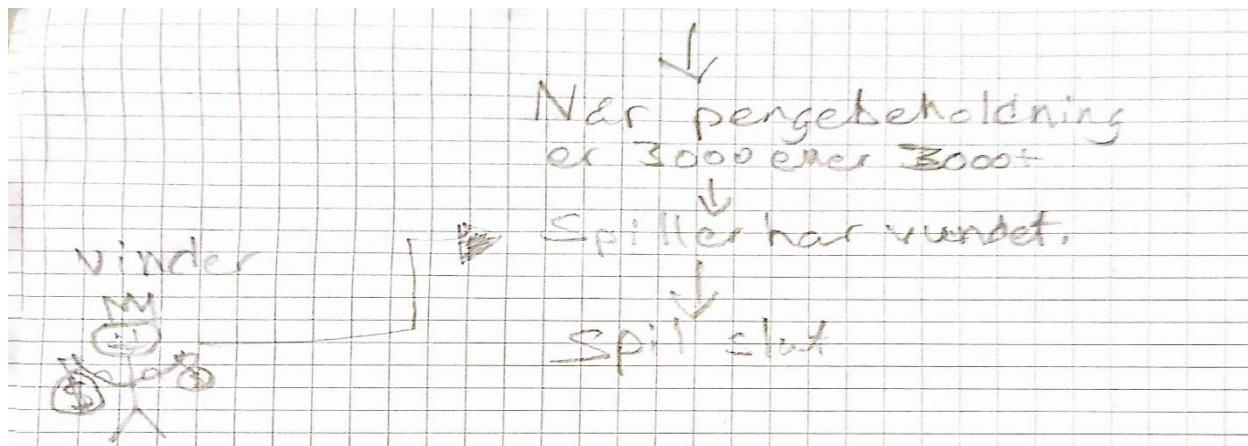 Når pengebeholdning
er 3000 eller 3000+
Spiller har vundet.
vinder
Spil slut
$
$